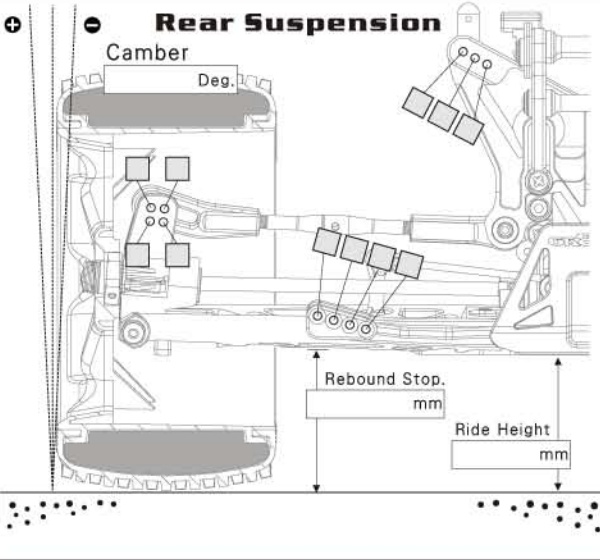 Rear Suspension
Camber
Deg.
Rebound Stop.
mm
Ride Height
mm